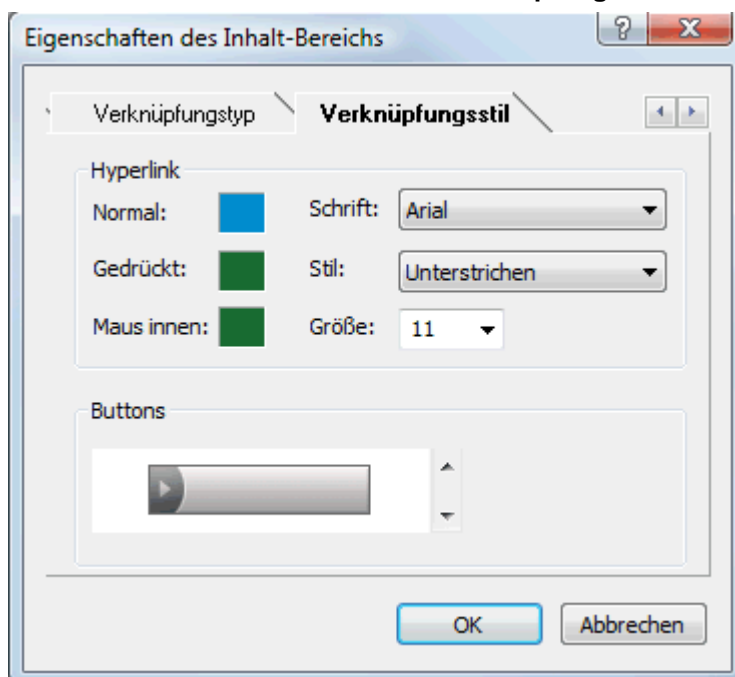 Eigenschaften des Inhalt-Bereichs
Verknüpfungstyp Verknüpfungsstil
Hyperlink
Normal: Schrift: Arial
Gedrückt: Stil: Unterstrichen
Maus innen: Größe: 11
Buttons
OK Abbrechen